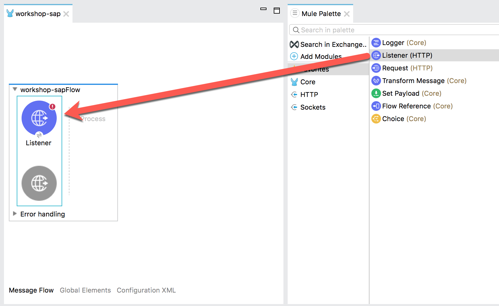 workshop-sap
Mule Palette
Search in palette
Search in Exchange..
Add Modules
Core
HTTP
Sockets
Logger (Core)
Listener (HTTP)
Request (HTTP)
Transform Message (Core)
Set Payload (Core)
Flow Reference (Core)
Choice (Core)
workshop-sapFlow
Listener
Error handling
Message Flow Global Elements Configuration XML